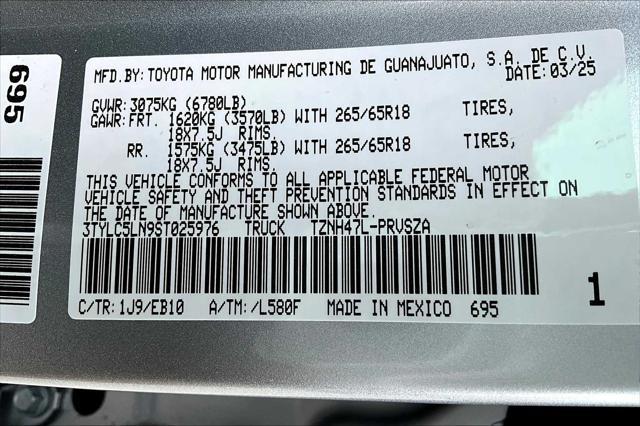 695
MFD.BY: TOYOTA MOTOR MANUFACTURING DE GUANAJUATO, S.A. DE C.V.
DATE: 03/25
GVWR: 3075KG (6780LB)
GAWR: FRT. 1620KG (3570LB) WITH 265/65R18 TIRES,
18X7.5J RIMS,
RR. 1575KG (3475LB) WITH 265/65R18 TIRES,
18X7.5J RIMS.
THIS VEHICLE CONFORMS TO ALL APPLICABLE FEDERAL MOTOR
VEHICLE SAFETY AND THEFT PREVENTION STANDARDS IN EFFECT ON
THE DATE OF MANUFACTURE SHOWN ABOVE.
3TYLC5LN9ST025976 TRUCK TZNH47L-PRVSZA
1
C/TR: 1J9/EB10 A/TM: /L580F MADE IN MEXICO 695